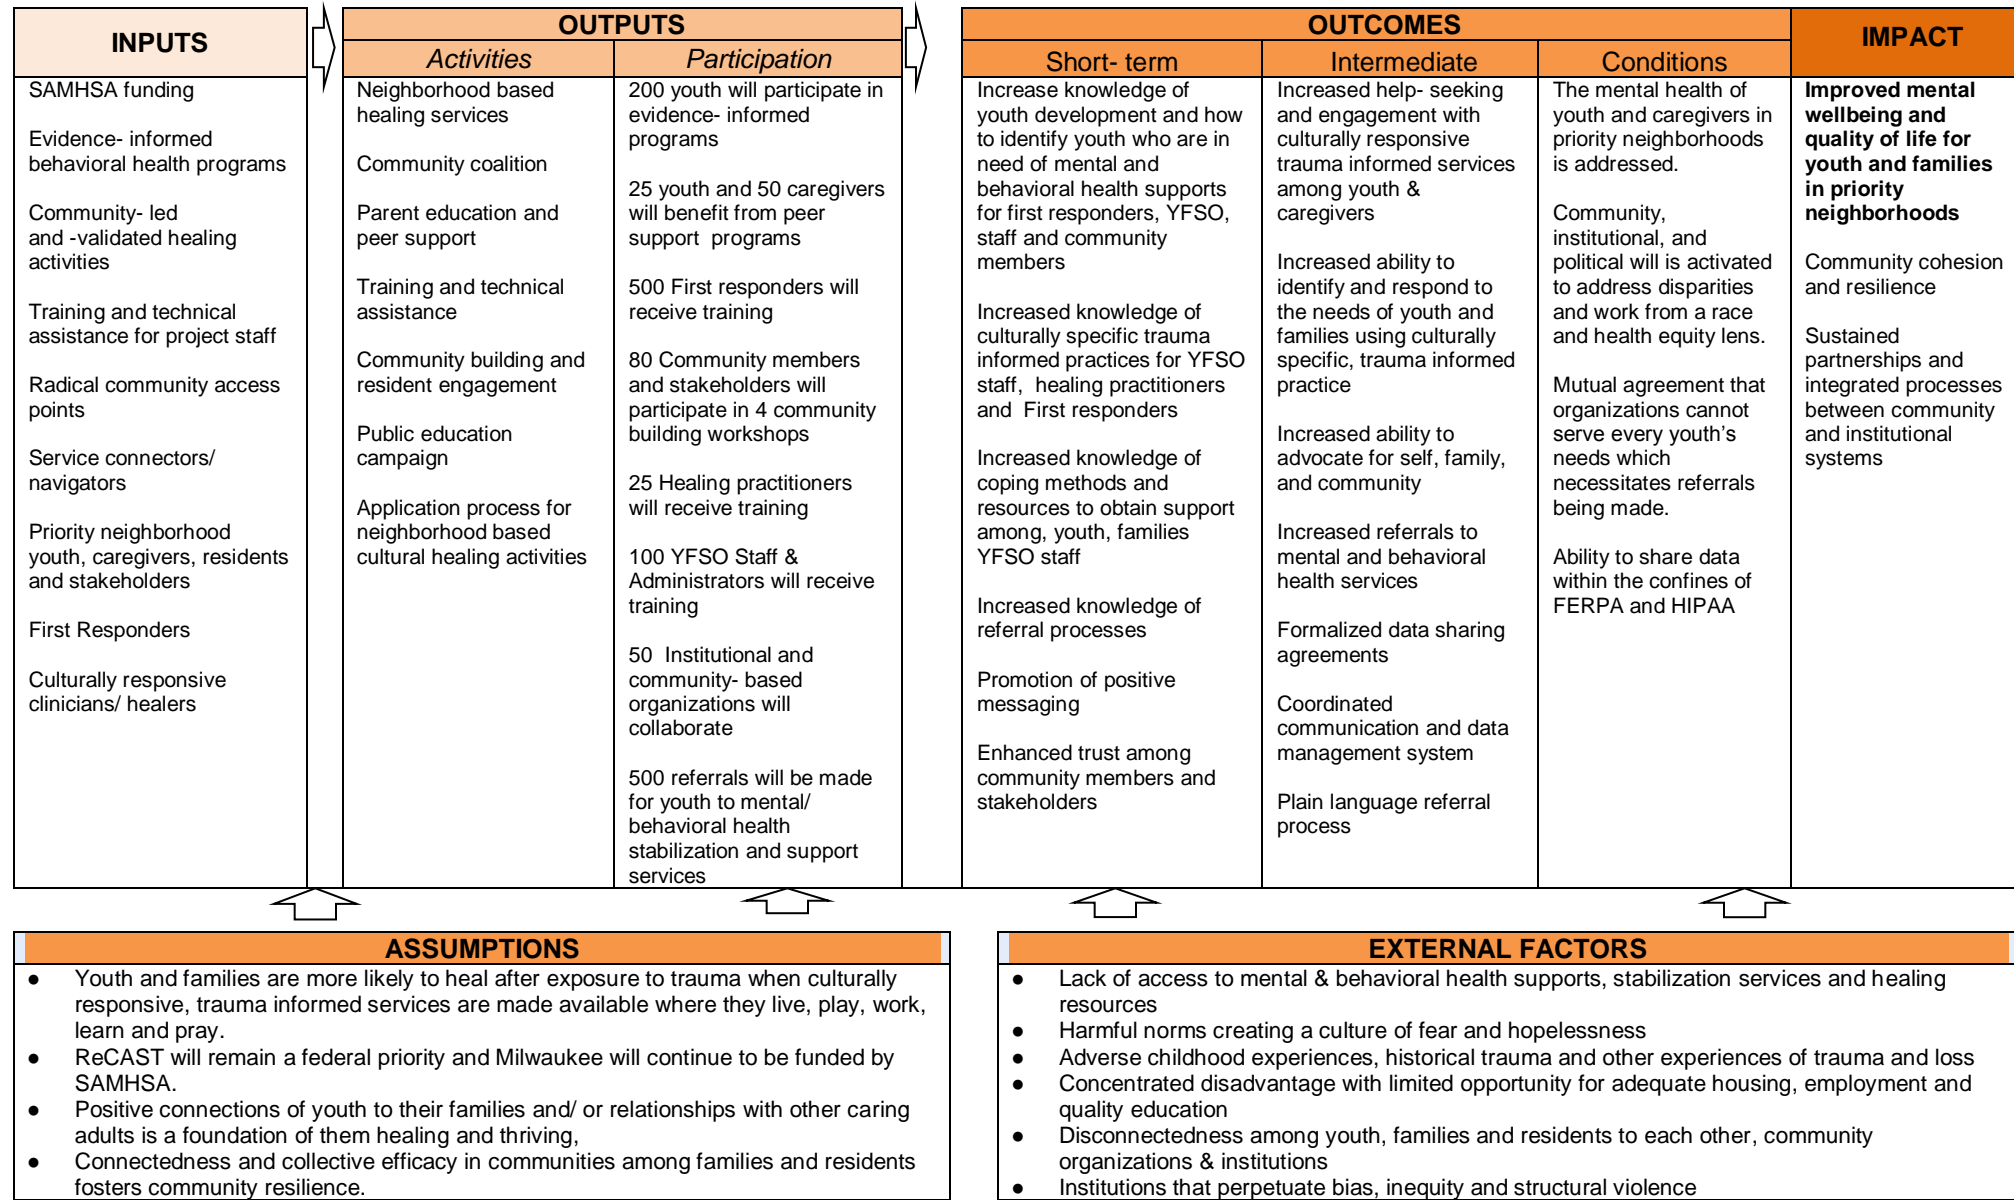 INPUTS
SAMHSA funding
Evidence- informed
behavioral health programs
Community- led
and -validated healing
activities
Training and technical
assistance for project staff
Radical community access
points
Service connectors/
navigators
Priority neighborhood
youth, caregivers, residents
and stakeholders
First Responders
Culturally responsive
clinicians/ healers
OUTPUTS
Activities
Neighborhood based
healing services
Community coalition
Parent education and
peer support
Training and technical
assistance
Community building and
resident engagement
Public education
campaign
Application process for
neighborhood based
cultural healing activities
Participation
200 youth will participate in
evidence- informed
programs
25 youth and 50 caregivers
will benefit from peer
support programs
500 First responders will
receive training
80 Community members
and stakeholders will
participate in 4 community
building workshops
25 Healing practitioners
will receive training
100 YFSO Staff &
Administrators will receive
training
50 Institutional and
community- based
organizations will
collaborate
500 referrals will be made
for youth to mental/
behavioral health
stabilization and support
services
OUTCOMES
Short- term
Increase knowledge of
youth development and how
to identify youth who are in
need of mental and
behavioral health supports
for first responders, YFSO,
staff and community
members
Increased knowledge of
culturally specific trauma
informed practices for YFSO
staff, healing practitioners
and First responders
Increased knowledge of
coping methods and
resources to obtain support
among, youth, families
YFSO staff
Increased knowledge of
referral processes
Promotion of positive
messaging
Enhanced trust among
community members and
stakeholders
Intermediate
Increased help- seeking
and engagement with
culturally responsive
trauma informed services
among youth &
caregivers
Increased ability to
identify and respond to
the needs of youth and
families using culturally
specific, trauma informed
practice
Increased ability to
advocate for self, family,
and community
Increased referrals to
mental and behavioral
health services
Formalized data sharing
agreements
Coordinated
communication and data
management system
Plain language referral
process
Conditions
The mental health of
youth and caregivers in
priority neighborhoods
is addressed.
Community,
institutional, and
political will is activated
to address disparities
and work from a race
and health equity lens.
Mutual agreement that
organizations cannot
serve every youth's
needs which
necessitates referrals
being made.
Ability to share data
within the confines of
FERPA and HIPAA
IMPACT
Improved mental
wellbeing and
quality of life for
youth and families
in priority
neighborhoods
Community cohesion
and resilience
Sustained
partnerships and
integrated processes
between community
and institutional
systems
ASSUMPTIONS
● Youth and families are more likely to heal after exposure to trauma when culturally
responsive, trauma informed services are made available where they live, play, work,
learn and pray.
● ReCAST will remain a federal priority and Milwaukee will continue to be funded by
SAMHSA.
● Positive connections of youth to their families and/ or relationships with other caring
adults is a foundation of them healing and thriving,
● Connectedness and collective efficacy in communities among families and residents
fosters community resilience.
EXTERNAL FACTORS
● Lack of access to mental & behavioral health supports, stabilization services and healing
resources
● Harmful norms creating a culture of fear and hopelessness
● Adverse childhood experiences, historical trauma and other experiences of trauma and loss
● Concentrated disadvantage with limited opportunity for adequate housing, employment and
quality education
● Disconnectedness among youth, families and residents to each other, community
organizations & institutions
● Institutions that perpetuate bias, inequity and structural violence